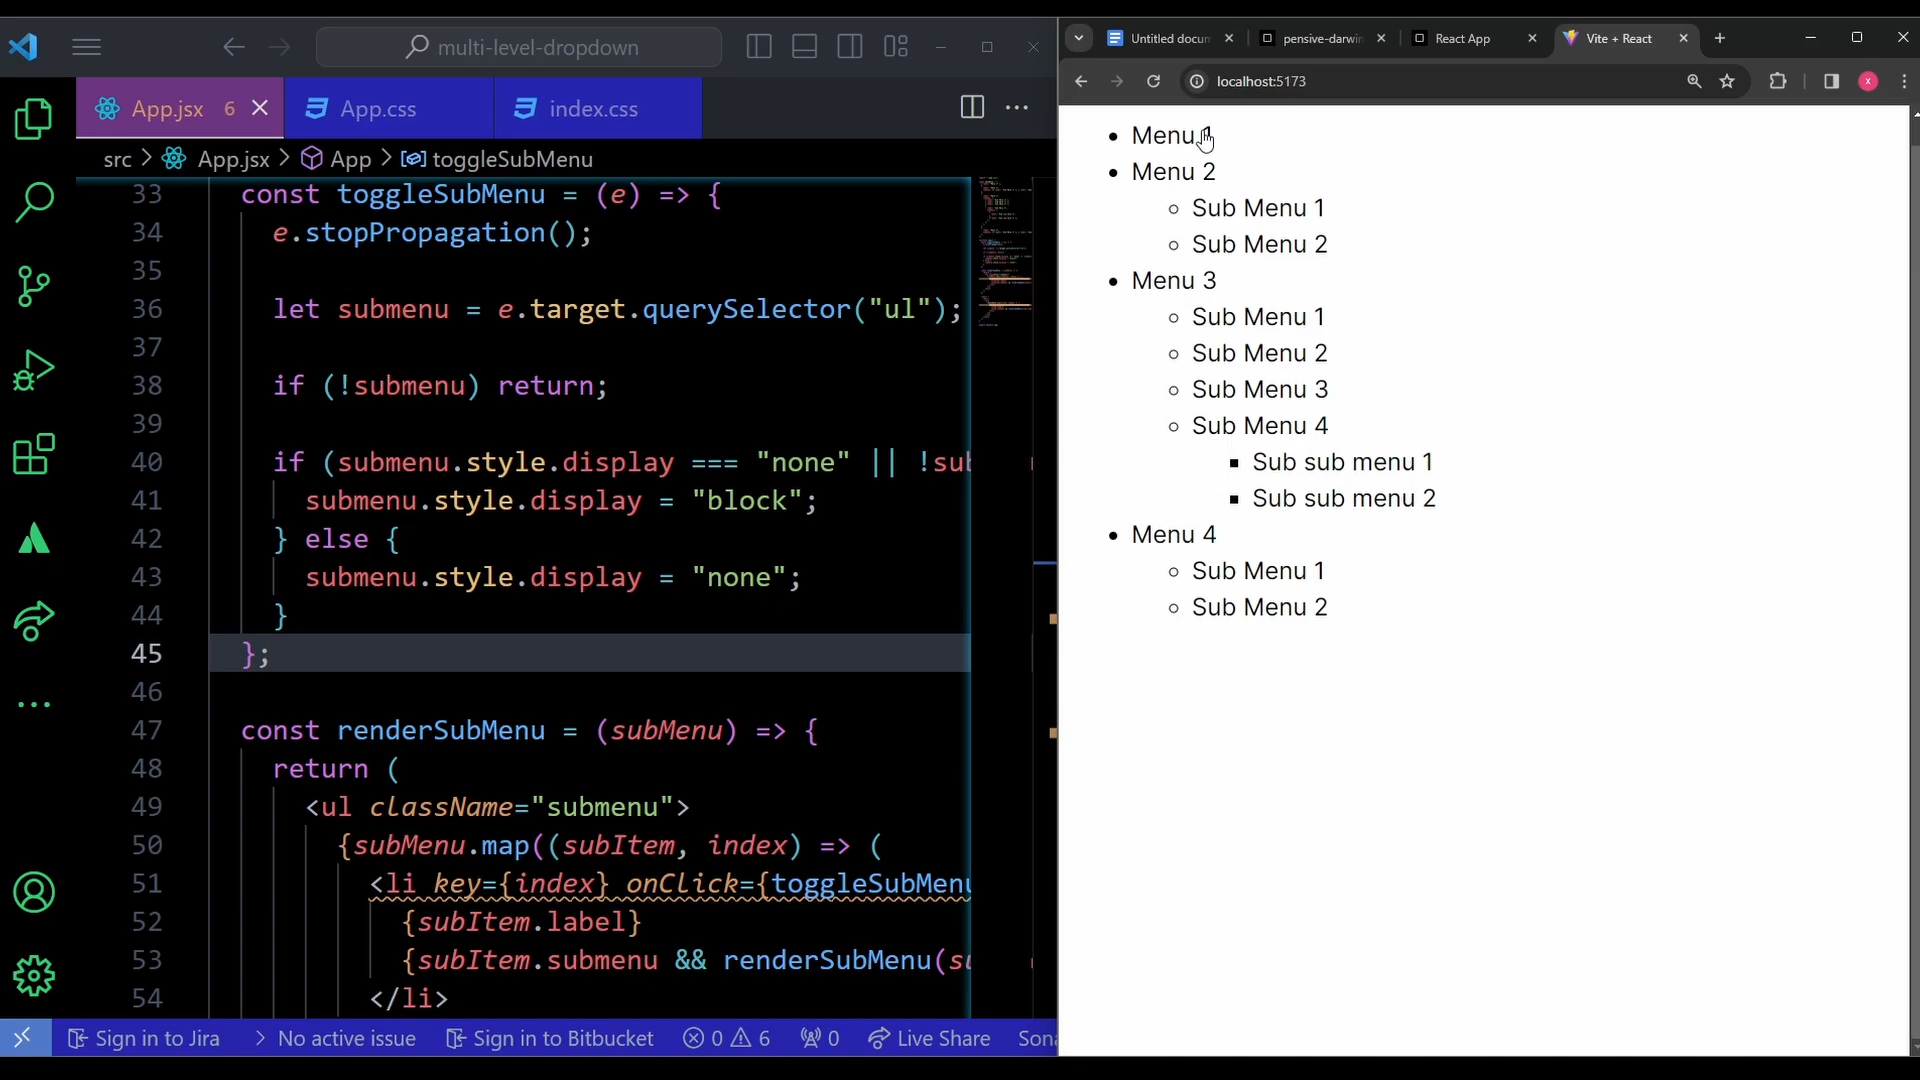 multi-level-dropdown
App.jsx 6
App.css
index.css
src > App.jsx > App > toggleSubMenu
33 const toggleSubMenu = (e) => {
34 e.stopPropagation();
35
36 let submenu = e.target.querySelector("ul");
37
38 if (!submenu) return;
39
40 if (submenu.style.display === "none" || !sub
41 submenu.style.display = "block";
42 } else {
43 submenu.style.display = "none";
44 }
45 };
46
47 const renderSubMenu = (subMenu) => {
48 return (
49 <ul className="submenu">
50 {subMenu.map((subItem, index) => (
51 <li key={index} onClick={toggleSubMenu
52 {subItem.label}
53 {subItem.submenu && renderSubMenu(su
54 </li>
Sign in to Jira
> No active issue
Sign in to Bitbucket
0 6
0
Live Share
Sona
Untitled docum
pensive-darwin
React App
Vite + React
localhost:5173
x
Menu 1
Menu 2
Sub Menu 1
Sub Menu 2
Menu 3
Sub Menu 1
Sub Menu 2
Sub Menu 3
Sub Menu 4
Sub sub menu 1
Sub sub menu 2
Menu 4
Sub Menu 1
Sub Menu 2